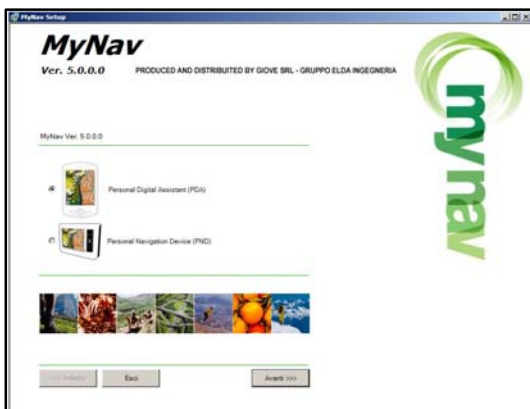 MyNav Setup
MyNav
Ver. 5.0.0.0
PRODUCED AND DISTRIBUITED BY GIOVE SRL - GRUPPO ELDA INGEGNERIA
mynav
MyNav Ver. 5.0.0.0
Personal Digital Assistant (PDA)
Personal Navigation Device (PND)
Esci
Avanti >>>